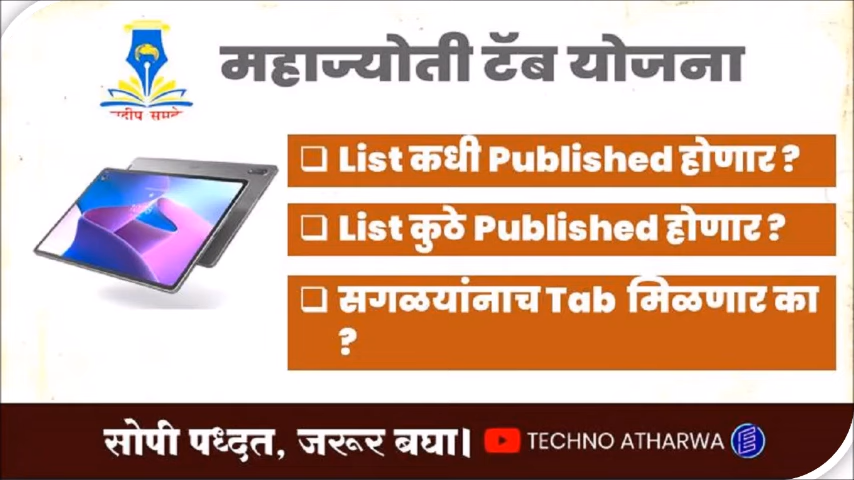 महाज्योती टॅब योजना
❏ List कधी Published होणार ?
❏ List कुठे Published होणार ?
❏ सगळयांनाच Tab मिळणार का
?
सोपी पध्दत, जरूर बघा। TECHNO ATHARWA